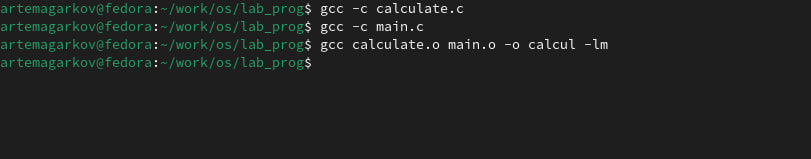 artemagarkov@fedora:~/work/os/lab_prog$ gcc -c calculate.c
artemagarkov@fedora:~/work/os/lab_prog$ gcc -c main.c
artemagarkov@fedora:~/work/os/lab_prog$ gcc calculate.o main.o -o calcul -lm
artemagarkov@fedora:~/work/os/lab_prog$